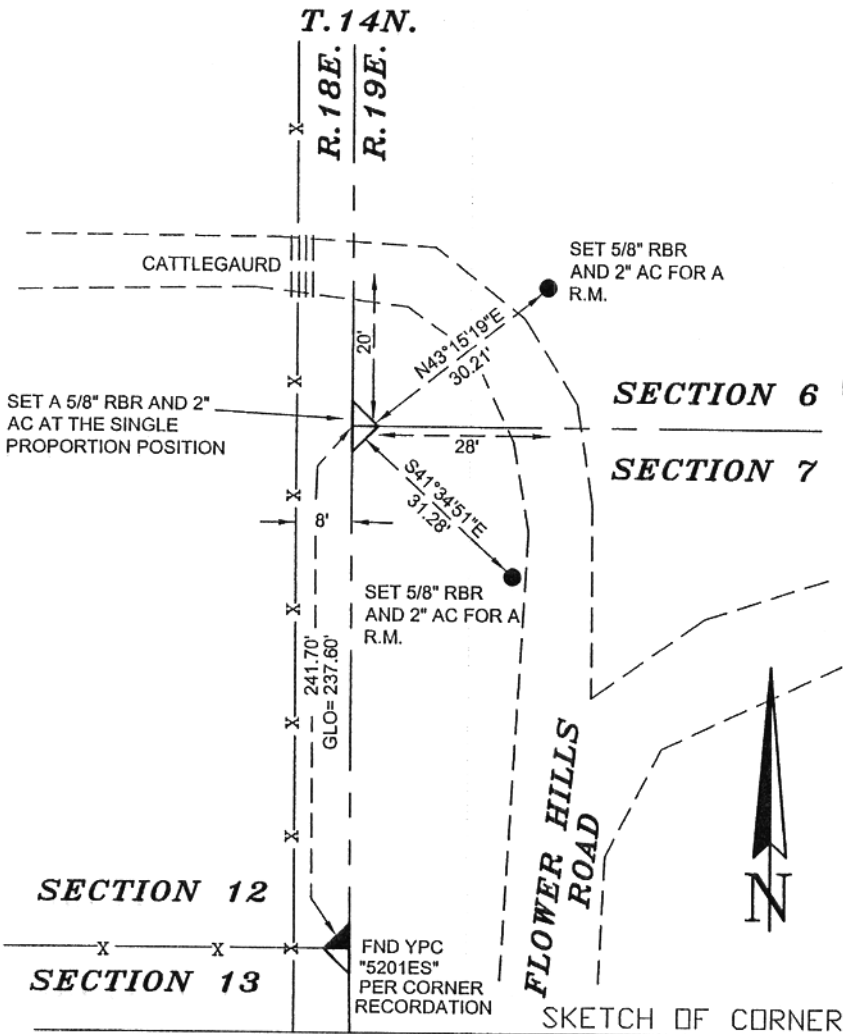 T.14N.
R.18E.
R.19E.
CATTLEGAURD
SET 5/8" RBR
AND 2" AC FOR A
R.M.
20'
N43°15'19"E
30.21'
SET A 5/8" RBR AND 2"
AC AT THE SINGLE
PROPORTION POSITION
SECTION 6
28'
SECTION 7
S41°34'51"E
31.28'
8'
SET 5/8" RBR
AND 2" AC FOR A
R.M.
241.70'
GLO= 237.60'
FLOWER HILLS
ROAD
N
SECTION 12
SECTION 13
FND YPC
"5201ES"
PER CORNER
RECORDATION
SKETCH OF CORNER